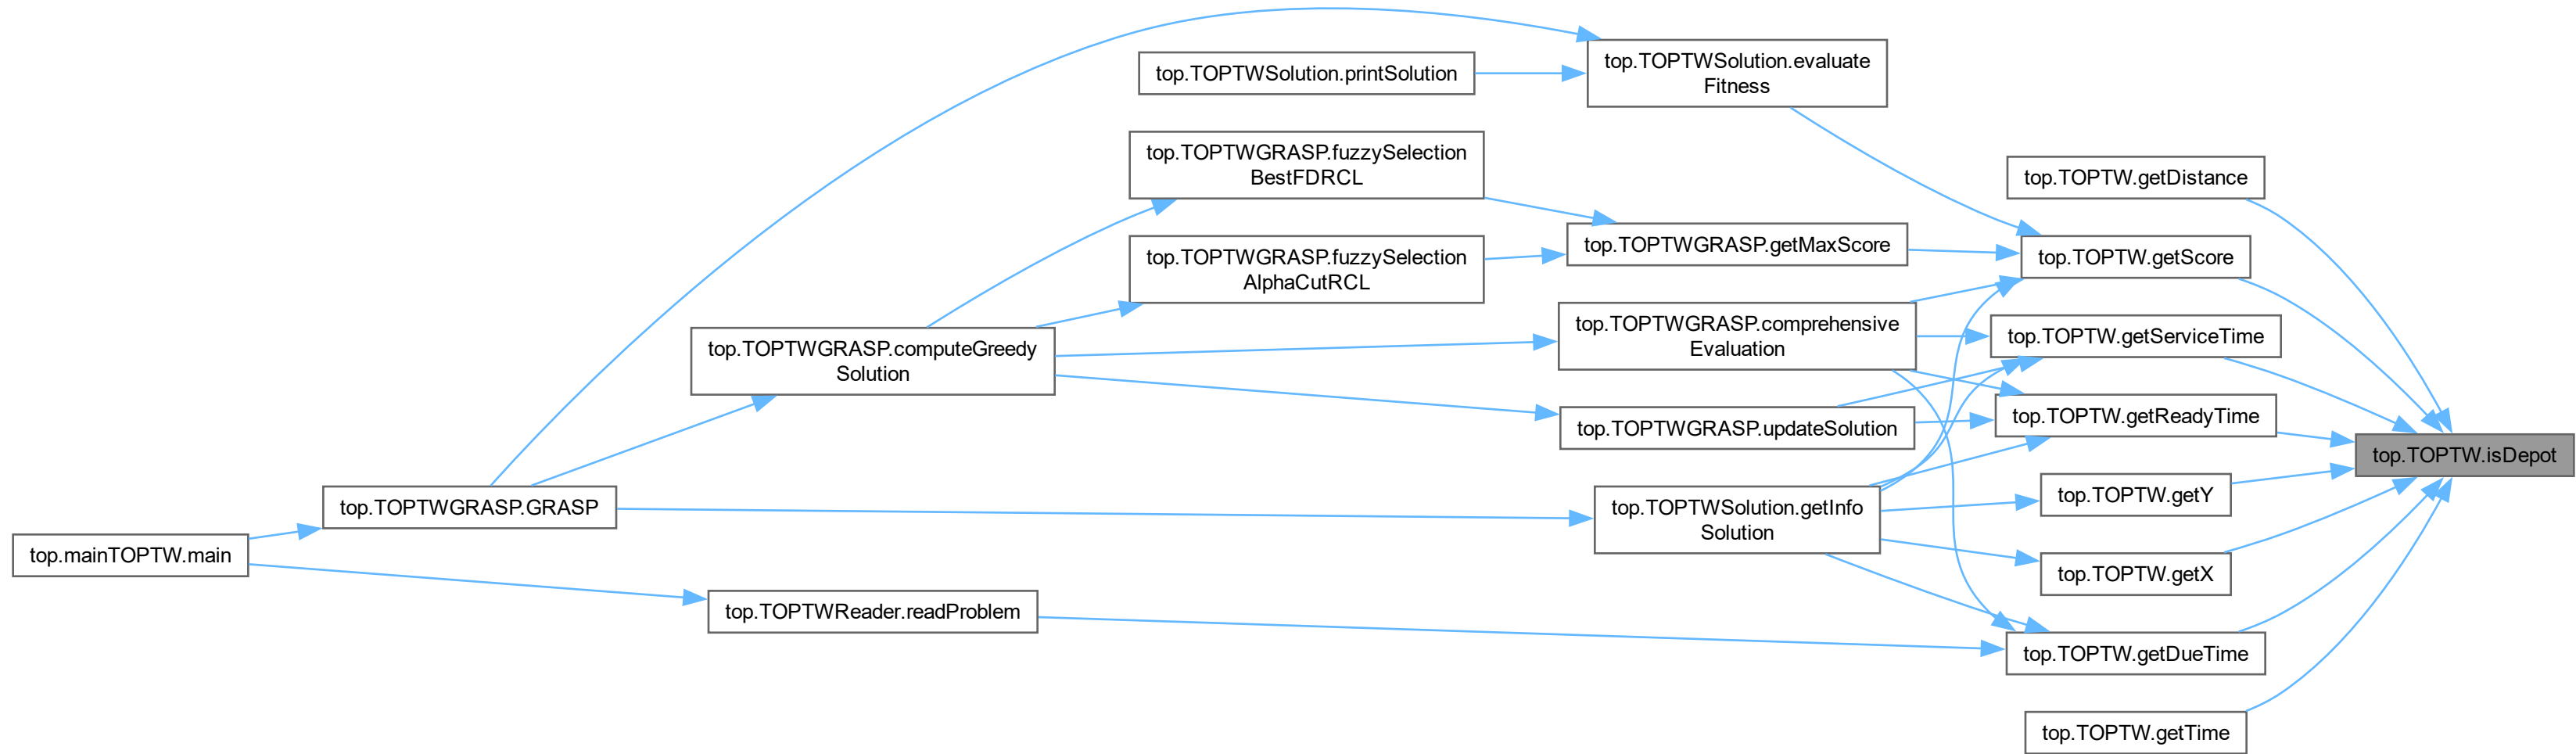 top.TOPTWSolution.evaluate
Fitness
top.TOPTWSolution.printSolution
top.TOPTWGRASP.fuzzySelection
BestFDRCL
top.TOPTW.getDistance
top.TOPTWGRASP.getMaxScore
top.TOPTWGRASP.fuzzySelection
AlphaCutRCL
top.TOPTW.getScore
top.TOPTWGRASP.comprehensive
Evaluation
top.TOPTW.getServiceTime
top.TOPTWGRASP.computeGreedy
Solution
top.TOPTW.getReadyTime
top.TOPTWGRASP.updateSolution
top.TOPTW.isDepot
top.TOPTW.getY
top.TOPTWGRASP.GRASP
top.TOPTWSolution.getInfo
Solution
top.mainTOPTW.main
top.TOPTW.getX
top.TOPTWReader.readProblem
top.TOPTW.getDueTime
top.TOPTW.getTime